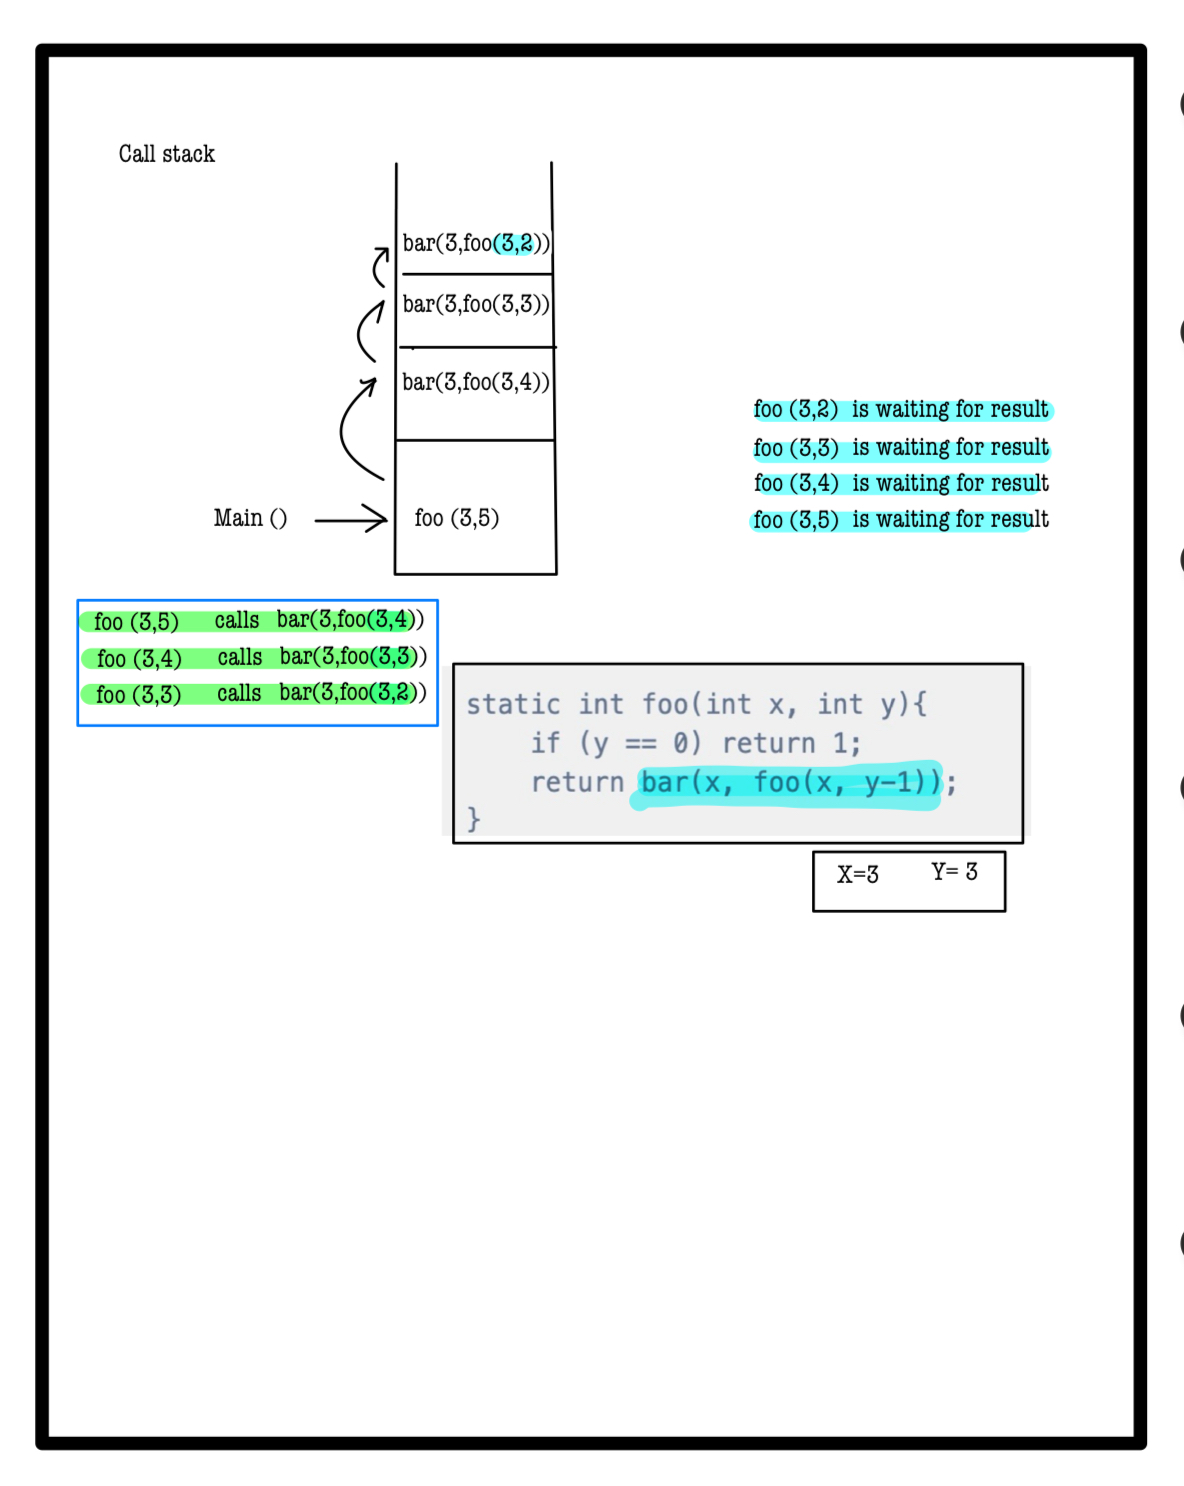 Call stack
bar(3,foo(3,2))
bar(3,foo(3,3))
bar(3,foo(3,4))
Main () foo (3,5)
foo (3,2) is waiting for result
foo (3,3) is waiting for result
foo (3,4) is waiting for result
foo (3,5) is waiting for result
foo (3,5) calls bar(3,foo(3,4))
foo (3,4) calls bar(3,foo(3,3))
foo (3,3) calls bar(3,foo(3,2))
static int foo(int x, int y){
if (y == 0) return 1;
return bar(x, foo(x, y-1));
}
X=3 Y= 3